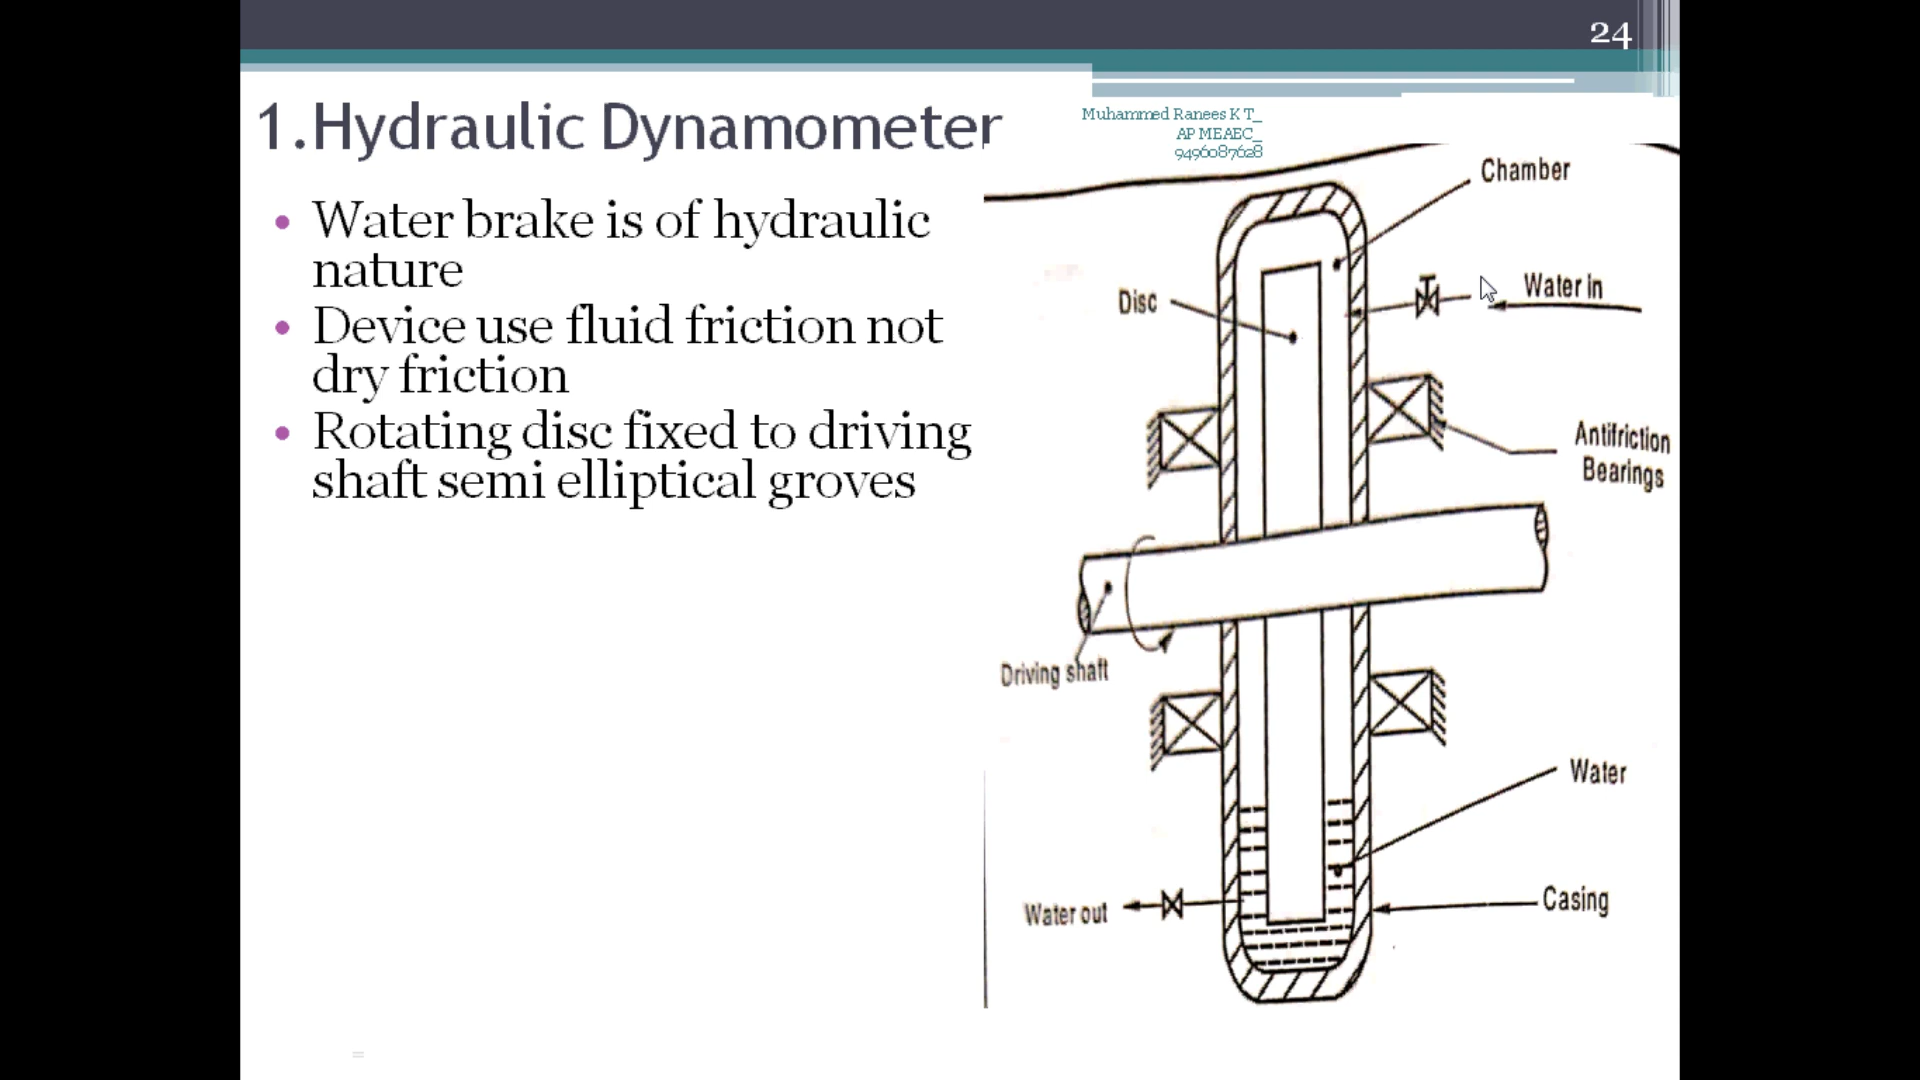 24
1.Hydraulic Dynamometer
Muhammed Ranees K T_
AP MEAEC_
9496087628
• Water brake is of hydraulic
nature
• Device use fluid friction not
dry friction
• Rotating disc fixed to driving
shaft semi elliptical groves
Chamber
Water in
Disc
Antifriction
Bearings
Driving shaft
Water
Casing
Water out